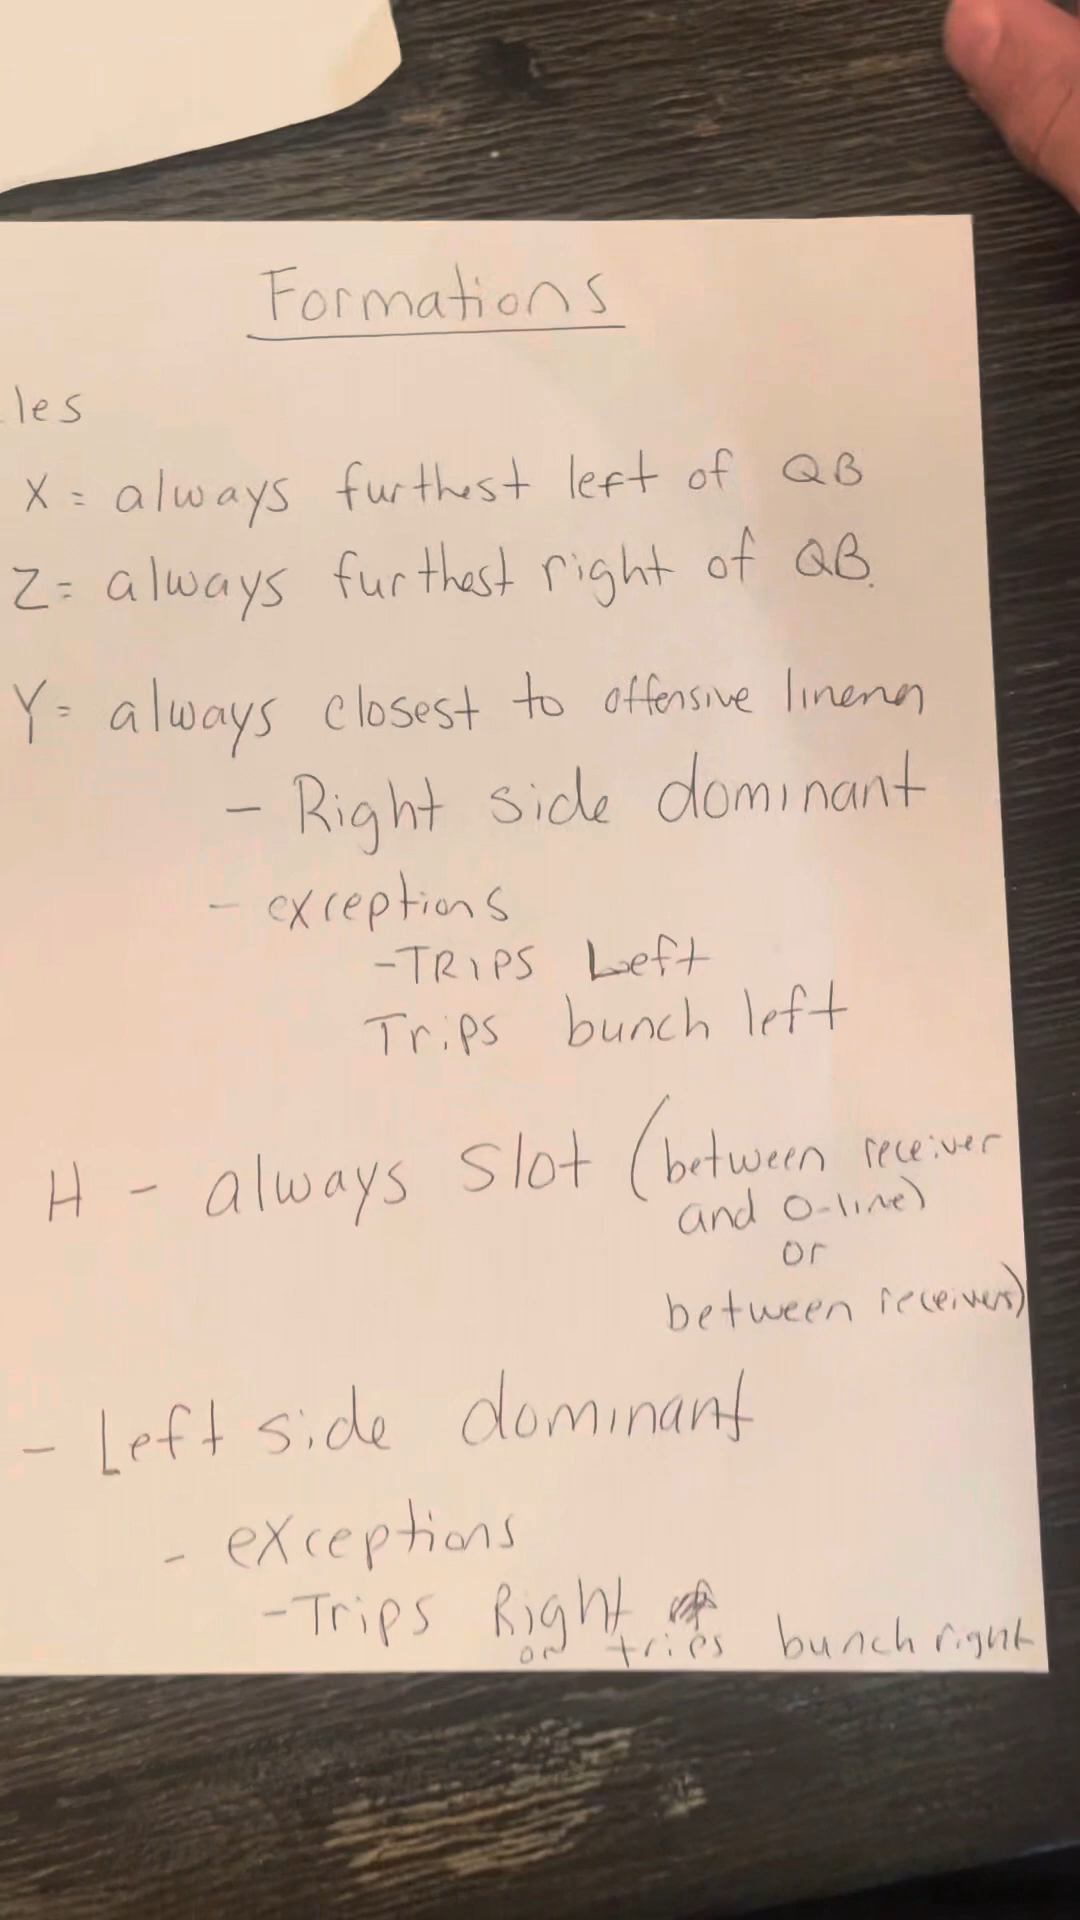 Formations
les
X = always furthest left of QB
Z = always furthest right of QB.
Y = always closest to offensive linemen
- Right side dominant
- exceptions
- TRIPS Left
Trips bunch left
H - always Slot (between receiver
and O-line)
or
between receivers)
- Left side dominant
- exceptions
- Trips Right
or trips bunch right